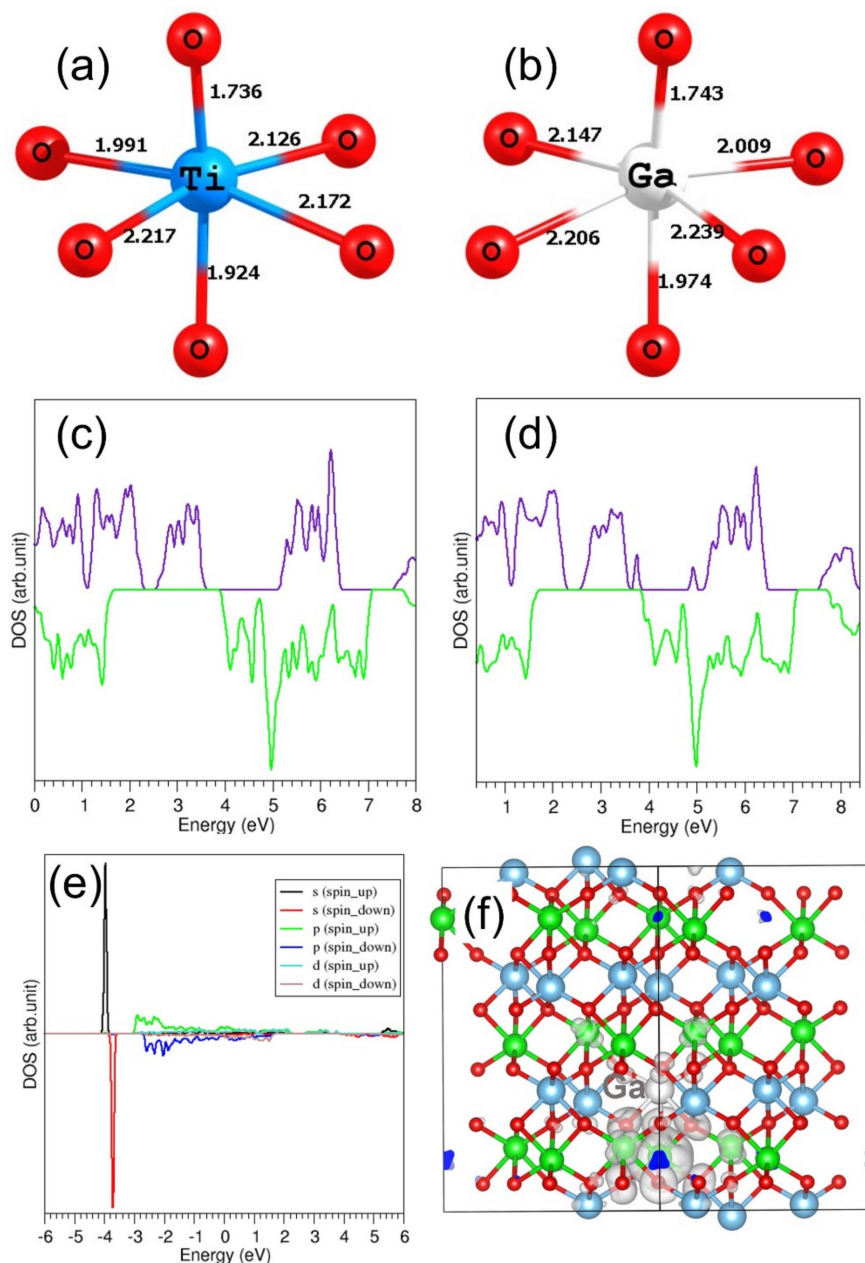 (a)
O
1.736
O
1.991
2.126
O
Ti
2.172
O
2.217
O
1.924
O
(b)
O
1.743
O
2.147
2.009
O
Ga
O
2.206
2.239
O
1.974
O
(c)
DOS (arb.unit)
0 1 2 3 4 5 6 7 8
Energy (eV)
(d)
DOS (arb.unit)
1 2 3 4 5 6 7 8
Energy (eV)
(e)
s (spin_up)
s (spin_down)
p (spin_up)
p (spin_down)
d (spin_up)
d (spin_down)
DOS (arb.unit)
-6 -5 -4 -3 -2 -1 0 1 2 3 4 5 6
Energy (eV)
(f)
Ga